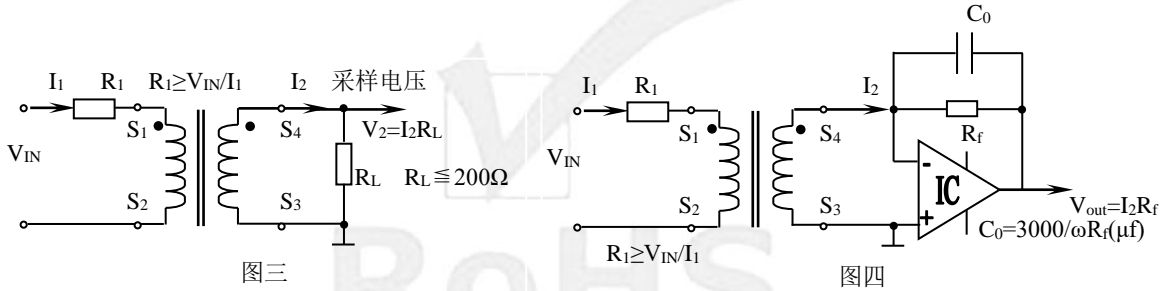 I1 R1 R1≥VIN/I1 I2 采样电压
S1 S4 V2=I2RL
VIN RL RL≦200Ω
S2 S3
图三
C0
I1 R1 I2
Rf
S1 S4
VIN - IC +
S2 S3 Vout=I2Rf
C0=3000/ωRf(μf)
R1≥VIN/I1
图四
RoHS